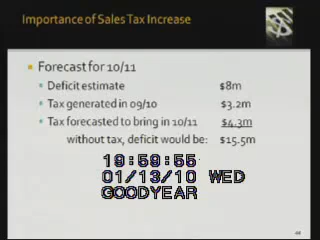 Importance of Sales Tax Increase
Forecast for 10/11
Deficit estimate $8m
Tax generated in 09/10 $3.2m
Tax forecasted to bring in 10/11 $4.3m
without tax, deficit would be: $15.5m
19:59:55
01/13/10 WED
GOODYEAR